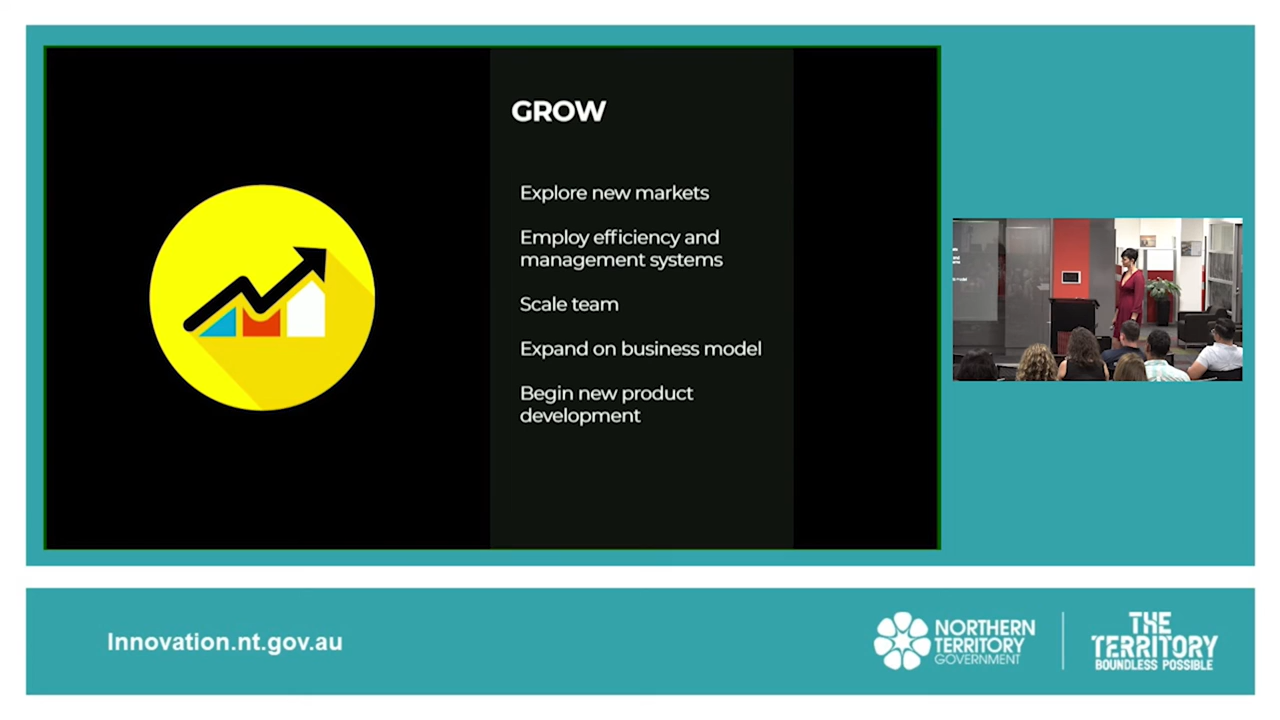 GROW
Explore new markets
Employ efficiency and
management systems
Scale team
Expand on business model
Begin new product
development
Innovation.nt.gov.au
NORTHERN
TERRITORY
GOVERNMENT
THE
TERRITORY
BOUNDLESS POSSIBLE